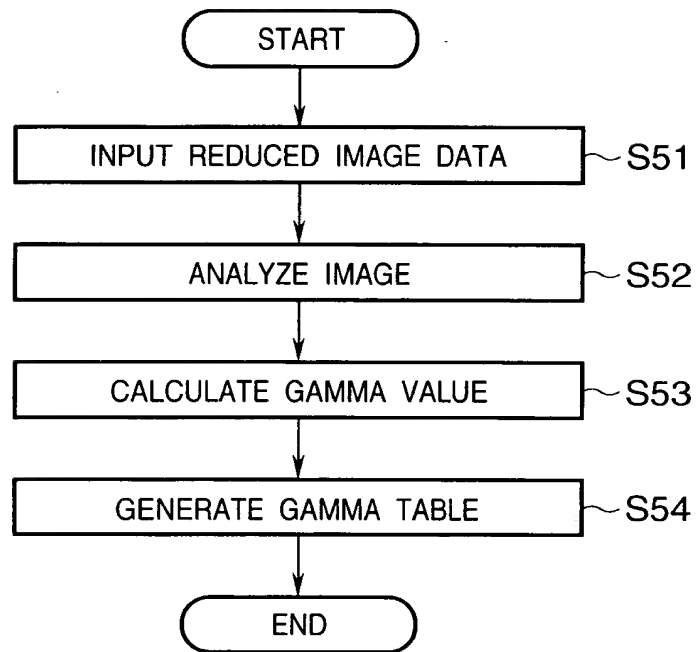 START
INPUT REDUCED IMAGE DATA S51
ANALYZE IMAGE S52
CALCULATE GAMMA VALUE S53
GENERATE GAMMA TABLE S54
END